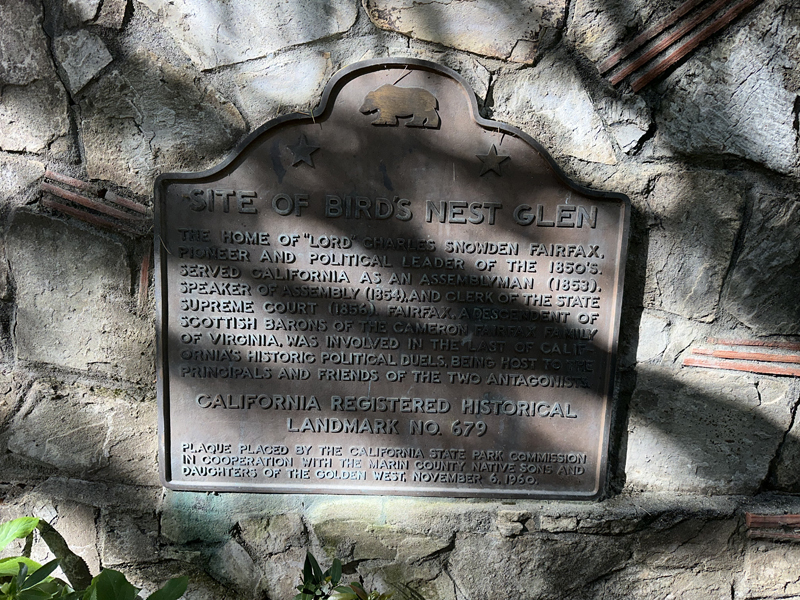 SITE OF BIRD'S NEST GLEN
THE HOME OF "LORD" CHARLES SNOWDEN FAIRFAX,
PIONEER AND POLITICAL LEADER OF THE 1850'S.
SERVED CALIFORNIA AS AN ASSEMBLYMAN (1853),
SPEAKER OF ASSEMBLY (1854), AND CLERK OF THE STATE
SUPREME COURT (1856). FAIRFAX, A DESCENDENT OF
SCOTTISH BARONS OF THE CAMERON FAIRFAX FAMILY
OF VIRGINIA, WAS INVOLVED IN THE LAST OF CALIF-
ORNIA'S HISTORIC POLITICAL DUELS, BEING HOST TO THE
PRINCIPALS AND FRIENDS OF THE TWO ANTAGONISTS.
CALIFORNIA REGISTERED HISTORICAL
LANDMARK NO. 679
PLAQUE PLACED BY THE CALIFORNIA STATE PARK COMMISSION
IN COOPERATION WITH THE MARIN COUNTY NATIVE SONS AND
DAUGHTERS OF THE GOLDEN WEST, NOVEMBER 6, 1960.